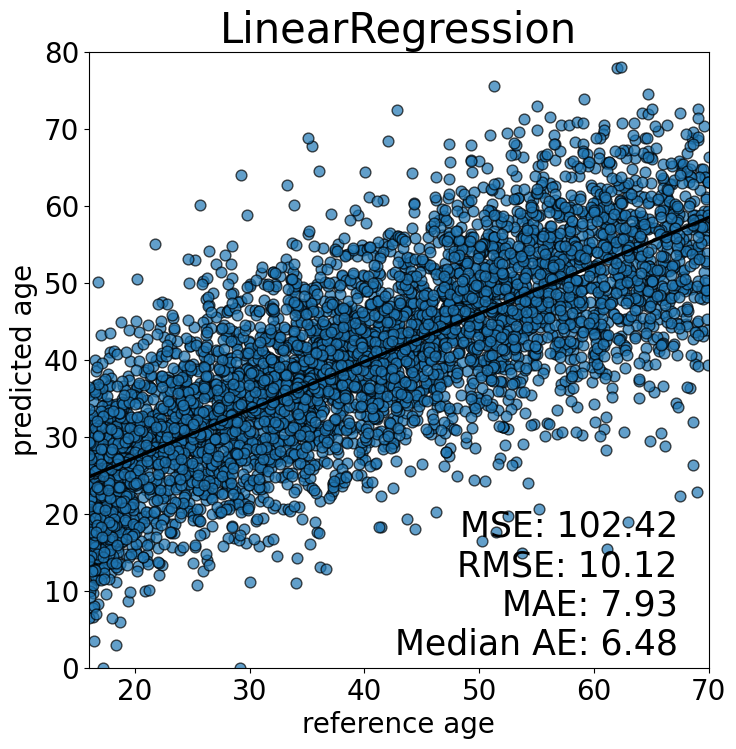 LinearRegression
80
70
60
50
40
30
20
10
0
predicted age
MSE: 102.42
RMSE: 10.12
MAE: 7.93
Median AE: 6.48
20 30 40 50 60 70
reference age